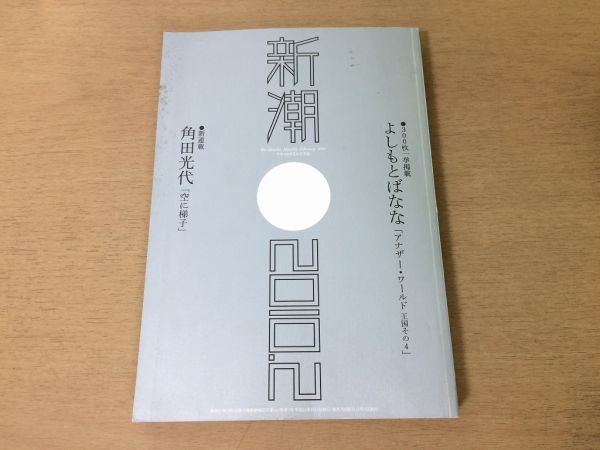 新潮
2010.2
●300枚一挙掲載
よしもとばなな「アナザー・ワールド 王国その4」
●新連載
角田光代「空に梯子」